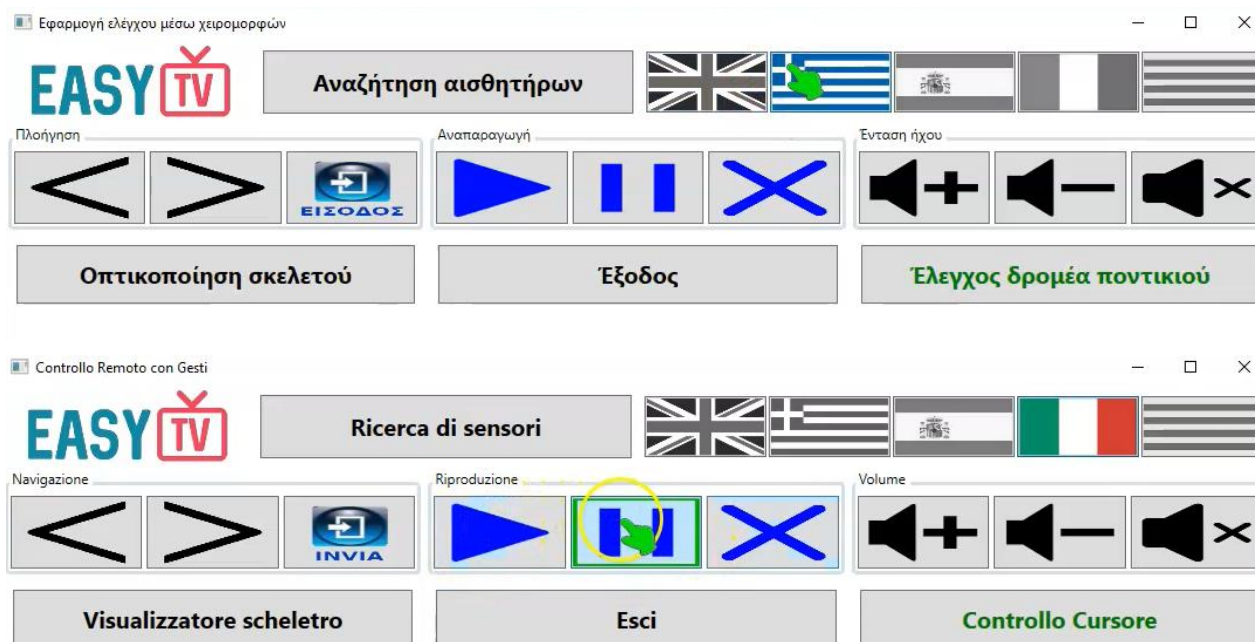 Εφαρμογή ελέγχου μέσω χειρομορφών
EASY TV
Αναζήτηση αισθητήρων
Πλοήγηση
Αναπαραγωγή
Ένταση ήχου
ΕΙΣΟΔΟΣ
Οπτικοποίηση σκελετού
Έξοδος
Έλεγχος δρομέα ποντικιού
Controllo Remoto con Gesti
EASY TV
Ricerca di sensori
Navigazione
Riproduzione
Volume
INVIA
Visualizzatore scheletro
Esci
Controllo Cursore